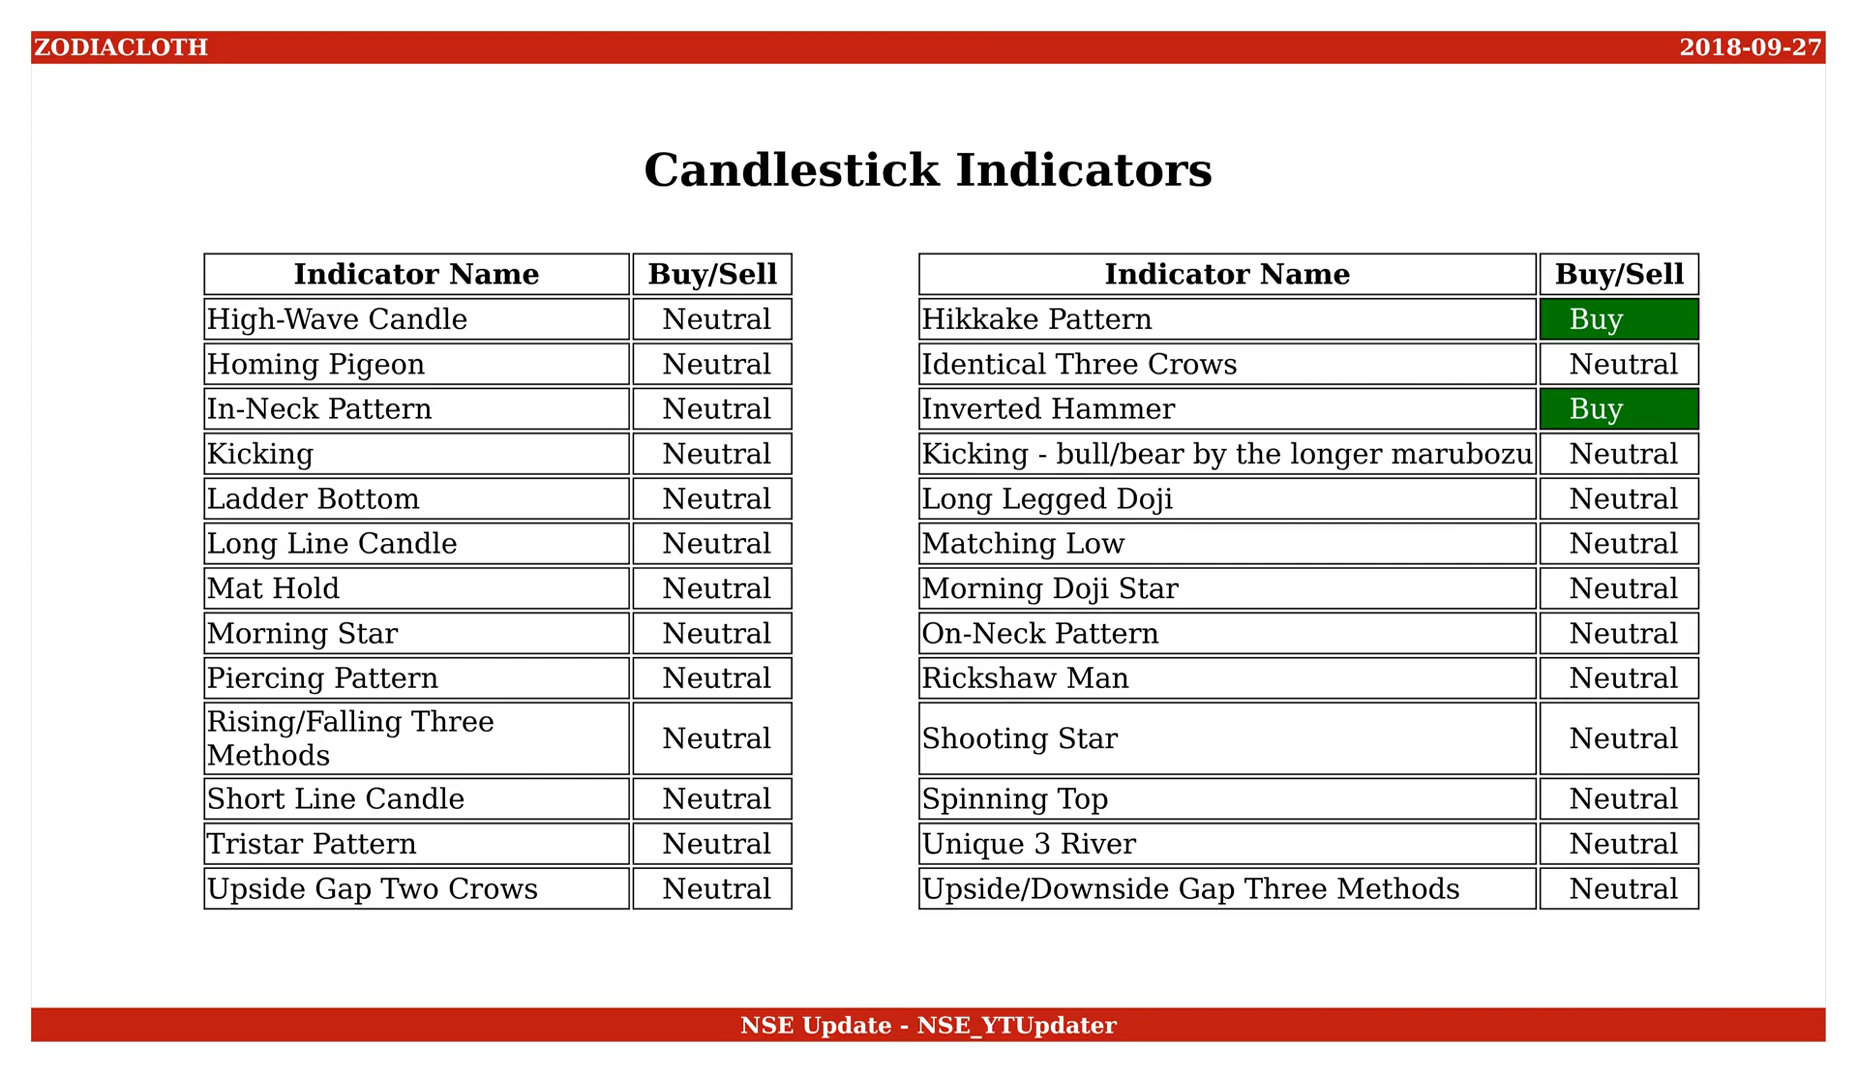 ZODIACLOTH 2018-09-27
Candlestick Indicators
Indicator Name Buy/Sell Indicator Name Buy/Sell
High-Wave Candle Neutral Hikkake Pattern Buy
Homing Pigeon Neutral Identical Three Crows Neutral
In-Neck Pattern Neutral Inverted Hammer Buy
Kicking Neutral Kicking - bull/bear by the longer marubozu Neutral
Ladder Bottom Neutral Long Legged Doji Neutral
Long Line Candle Neutral Matching Low Neutral
Mat Hold Neutral Morning Doji Star Neutral
Morning Star Neutral On-Neck Pattern Neutral
Piercing Pattern Neutral Rickshaw Man Neutral
Rising/Falling Three
Methods Neutral Shooting Star Neutral
Short Line Candle Neutral Spinning Top Neutral
Tristar Pattern Neutral Unique 3 River Neutral
Upside Gap Two Crows Neutral Upside/Downside Gap Three Methods Neutral
NSE Update - NSE_YTUpdater